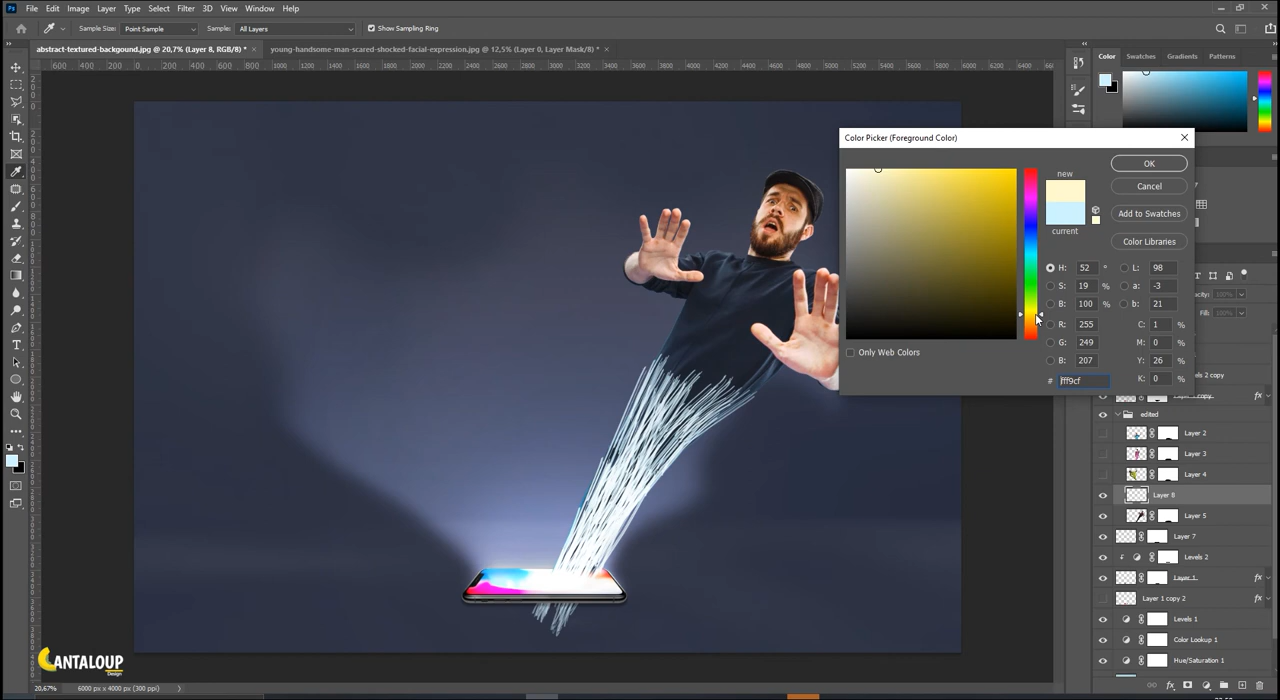 Ps File Edit Image Layer Type Select Filter 3D View Window Help
Sample Size: Point Sample Sample: All Layers Show Sampling Ring
abstract-textured-backgound.jpg @ 20,7% (Layer 8, RGB/8) * × young-handsome-man-scared-shocked-facial-expression.jpg @ 12,5% (Layer 0, Layer Mask/8) * ×
Color Swatches Gradients Patterns
Color Picker (Foreground Color)
new
current
OK
Cancel
Add to Swatches
Color Libraries
H: 52 ° L: 98
S: 19 % a: -3
B: 100 % b: 21
R: 255 C: 1 %
G: 249 M: 0 %
B: 207 Y: 26 %
# fff9cf K: 0 %
Only Web Colors
edited
Layer 2
Layer 3
Layer 4
Layer 8
Layer 5
Layer 7
Levels 2
Layer 1
Layer 1 copy 2
Levels 1
Color Lookup 1
Hue/Saturation 1
CANTALOUP
Design
20,67% 6000 px x 4000 px (300 ppi)